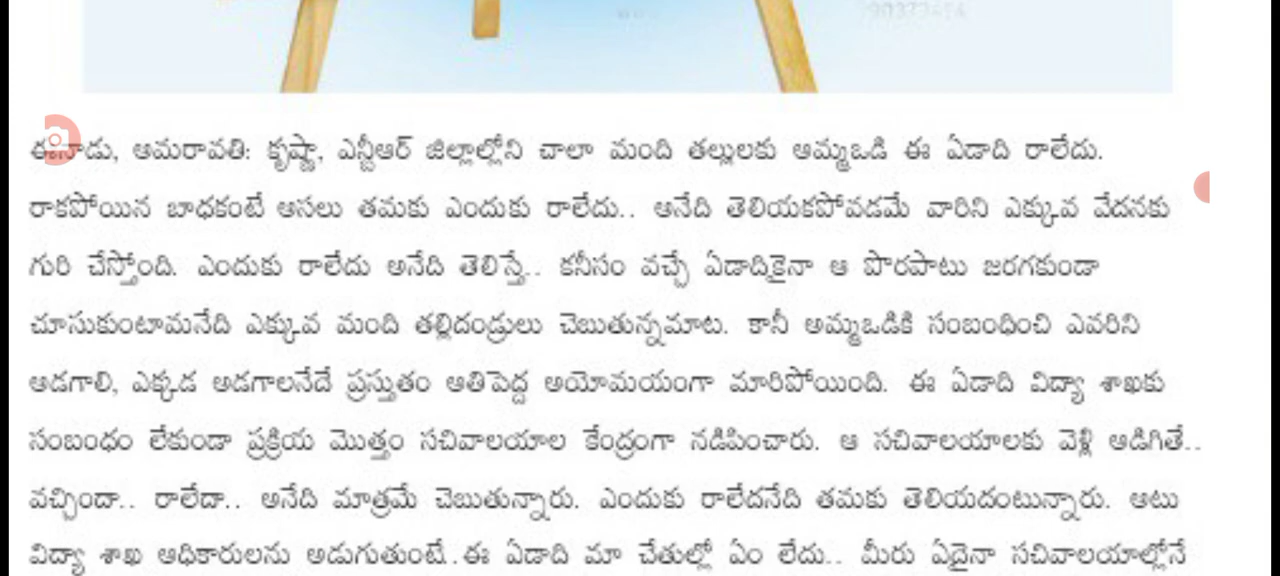 ఈనాడు, అమరావతి: కృష్ణా, ఎన్టీఆర్ జిల్లాల్లోని చాలా మంది తల్లులకు అమ్మఒడి ఈ ఏడాది రాలేదు.
రాకపోయిన బాధకంటే అసలు తమకు ఎందుకు రాలేదు.. అనేది తెలియకపోవడమే వారిని ఎక్కువ వేదనకు
గురి చేస్తోంది. ఎందుకు రాలేదు అనేది తెలిస్తే.. కనీసం వచ్చే ఏడాదికైనా ఆ పొరపాటు జరగకుండా
చూసుకుంటామనేది ఎక్కువ మంది తల్లిదండ్రులు చెబుతున్నమాట. కానీ అమ్మఒడికి సంబంధించి ఎవరిని
అడగాలి, ఎక్కడ అడగాలనేదే ప్రస్తుతం అతిపెద్ద అయోమయంగా మారిపోయింది. ఈ ఏడాది విద్యా శాఖకు
సంబంధం లేకుండా ప్రక్రియ మొత్తం సచివాలయాల కేంద్రంగా నడిపించారు. ఆ సచివాలయాలకు వెళ్లి అడిగితే..
వచ్చిందా.. రాలేదా.. అనేది మాత్రమే చెబుతున్నారు. ఎందుకు రాలేదనేది తమకు తెలియదంటున్నారు. అటు
విద్యా శాఖ అధికారులను అడుగుతుంటే..ఈ ఏడాది మా చేతుల్లో ఏం లేదు.. మీరు ఏదైనా సచివాలయాల్లోనే